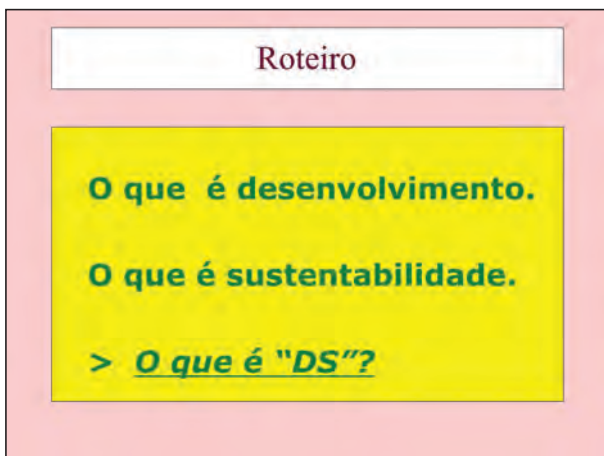 Roteiro
O que é desenvolvimento.
O que é sustentabilidade.
> O que é “DS”?